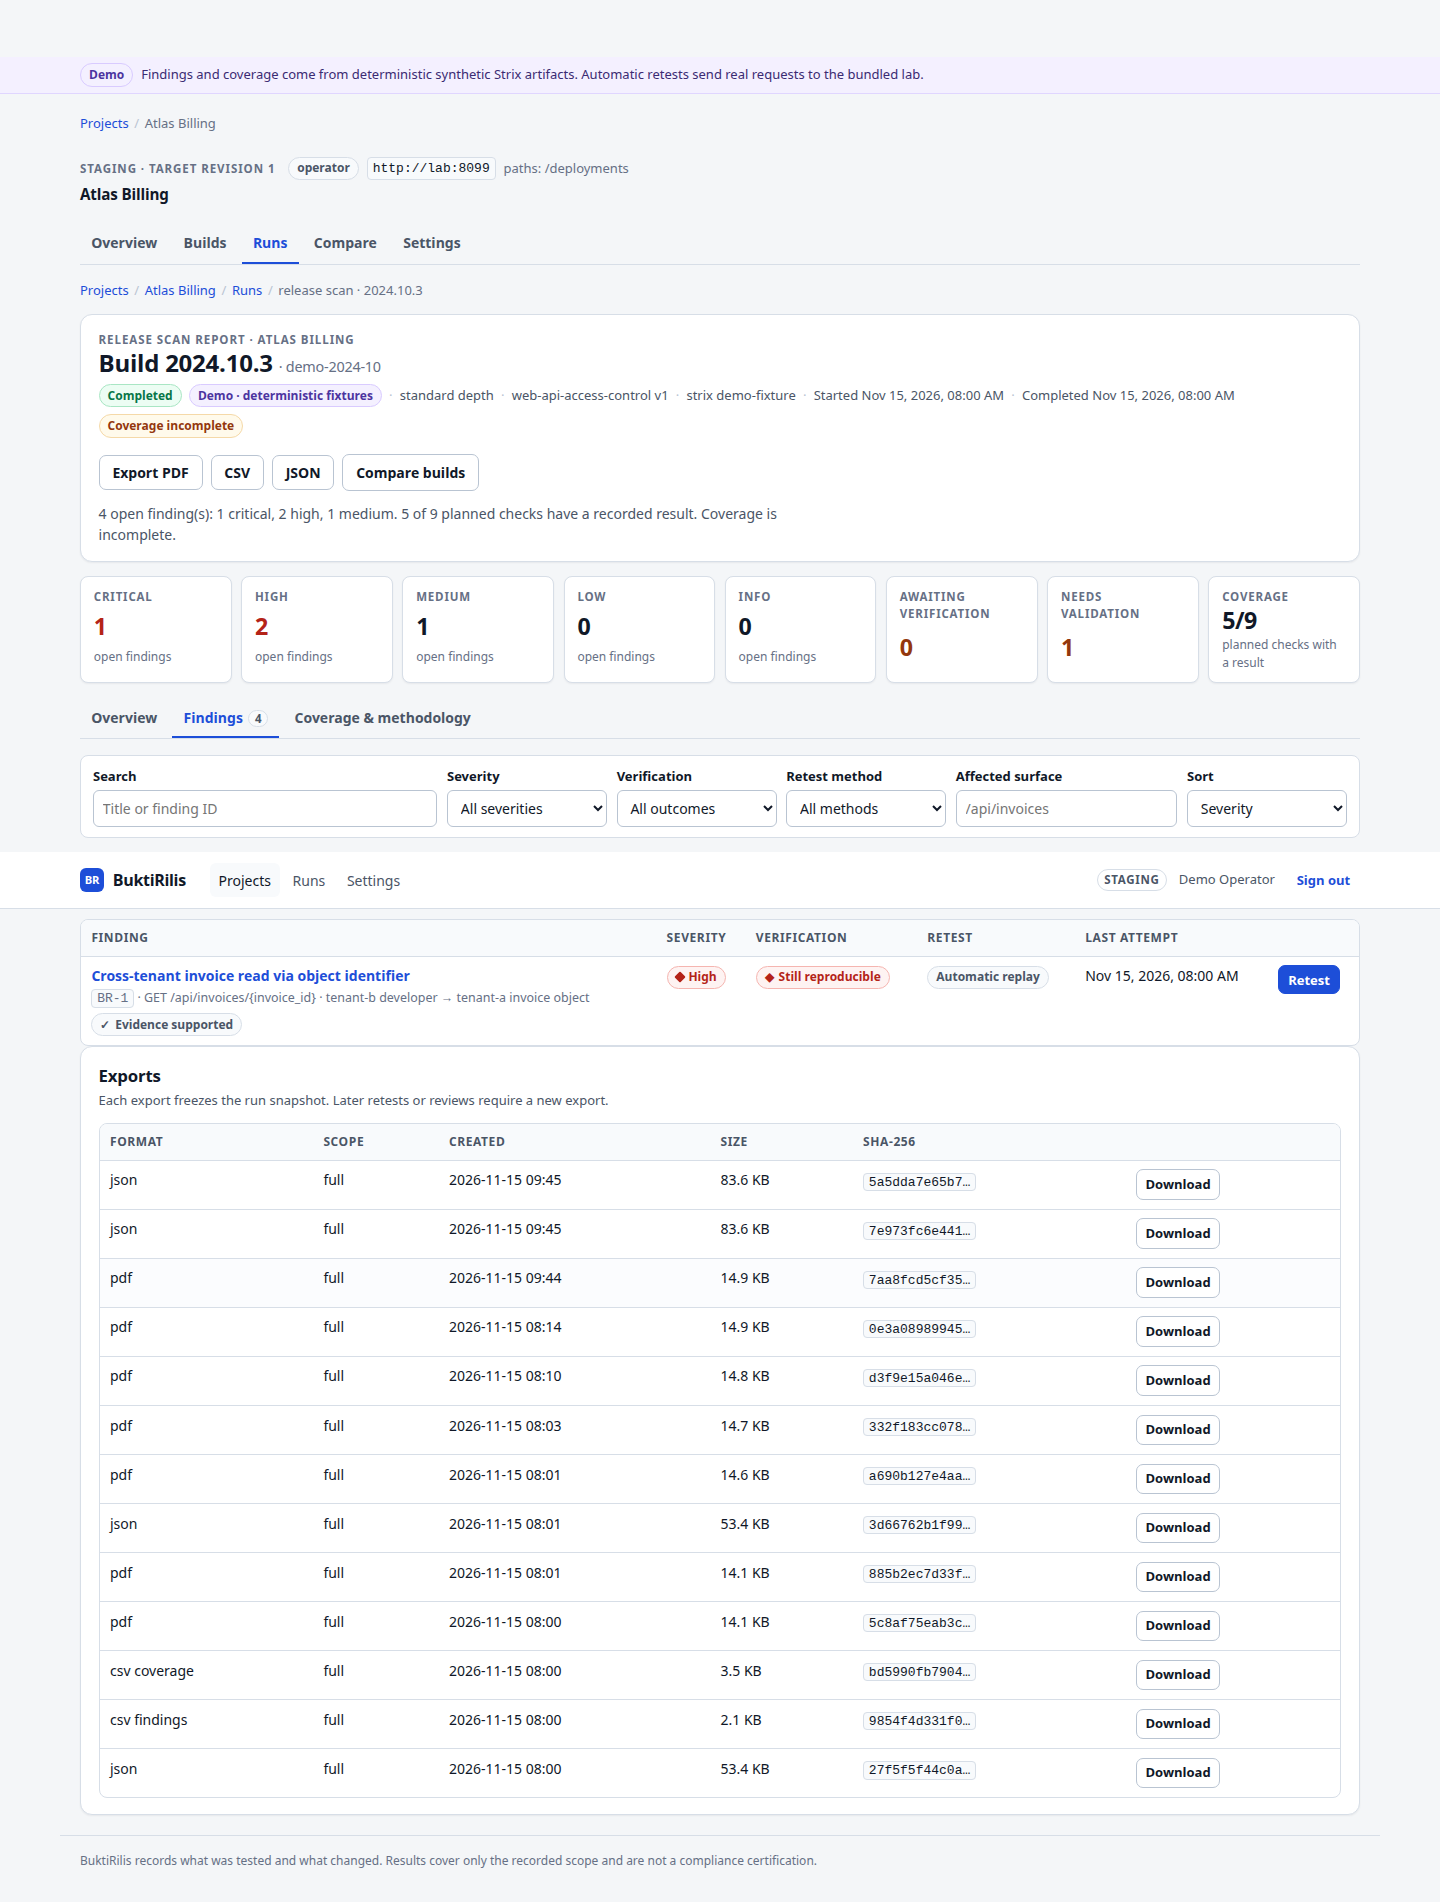 Demo Findings and coverage come from deterministic synthetic Strix artifacts. Automatic retests send real requests to the bundled lab.
Projects / Atlas Billing
STAGING · TARGET REVISION 1 operator http://lab:8099 paths: /deployments
Atlas Billing
Overview Builds Runs Compare Settings
Projects / Atlas Billing / Runs / release scan · 2024.10.3
RELEASE SCAN REPORT · ATLAS BILLING
Build 2024.10.3 · demo-2024-10
Completed Demo · deterministic fixtures · standard depth · web-api-access-control v1 · strix demo-fixture · Started Nov 15, 2026, 08:00 AM · Completed Nov 15, 2026, 08:00 AM
Coverage incomplete
Export PDF CSV JSON Compare builds
4 open finding(s): 1 critical, 2 high, 1 medium. 5 of 9 planned checks have a recorded result. Coverage is
incomplete.
CRITICAL
1
open findings
HIGH
2
open findings
MEDIUM
1
open findings
LOW
0
open findings
INFO
0
open findings
AWAITING
VERIFICATION
0
NEEDS
VALIDATION
1
COVERAGE
5/9
planned checks with
a result
Overview Findings 4 Coverage & methodology
Search Severity Verification Retest method Affected surface Sort
Title or finding ID All severities All outcomes All methods /api/invoices Severity
BR BuktiRilis Projects Runs Settings STAGING Demo Operator Sign out
FINDING SEVERITY VERIFICATION RETEST LAST ATTEMPT
Cross-tenant invoice read via object identifier ◆ High ◆ Still reproducible Automatic replay Nov 15, 2026, 08:00 AM Retest
BR-1 · GET /api/invoices/{invoice_id} · tenant-b developer → tenant-a invoice object
✓ Evidence supported
Exports
Each export freezes the run snapshot. Later retests or reviews require a new export.
FORMAT SCOPE CREATED SIZE SHA-256
json full 2026-11-15 09:45 83.6 KB 5a5dda7e65b7… Download
json full 2026-11-15 09:45 83.6 KB 7e973fc6e441… Download
pdf full 2026-11-15 09:44 14.9 KB 7aa8fcd5cf35… Download
pdf full 2026-11-15 08:14 14.9 KB 0e3a08989945… Download
pdf full 2026-11-15 08:10 14.8 KB d3f9e15a046e… Download
pdf full 2026-11-15 08:03 14.7 KB 332f183cc078… Download
pdf full 2026-11-15 08:01 14.6 KB a690b127e4aa… Download
json full 2026-11-15 08:01 53.4 KB 3d66762b1f99… Download
pdf full 2026-11-15 08:01 14.1 KB 885b2ec7d33f… Download
pdf full 2026-11-15 08:00 14.1 KB 5c8af75eab3c… Download
csv coverage full 2026-11-15 08:00 3.5 KB bd5990fb7904… Download
csv findings full 2026-11-15 08:00 2.1 KB 9854f4d331f0… Download
json full 2026-11-15 08:00 53.4 KB 27f5f5f44c0a… Download
BuktiRilis records what was tested and what changed. Results cover only the recorded scope and are not a compliance certification.